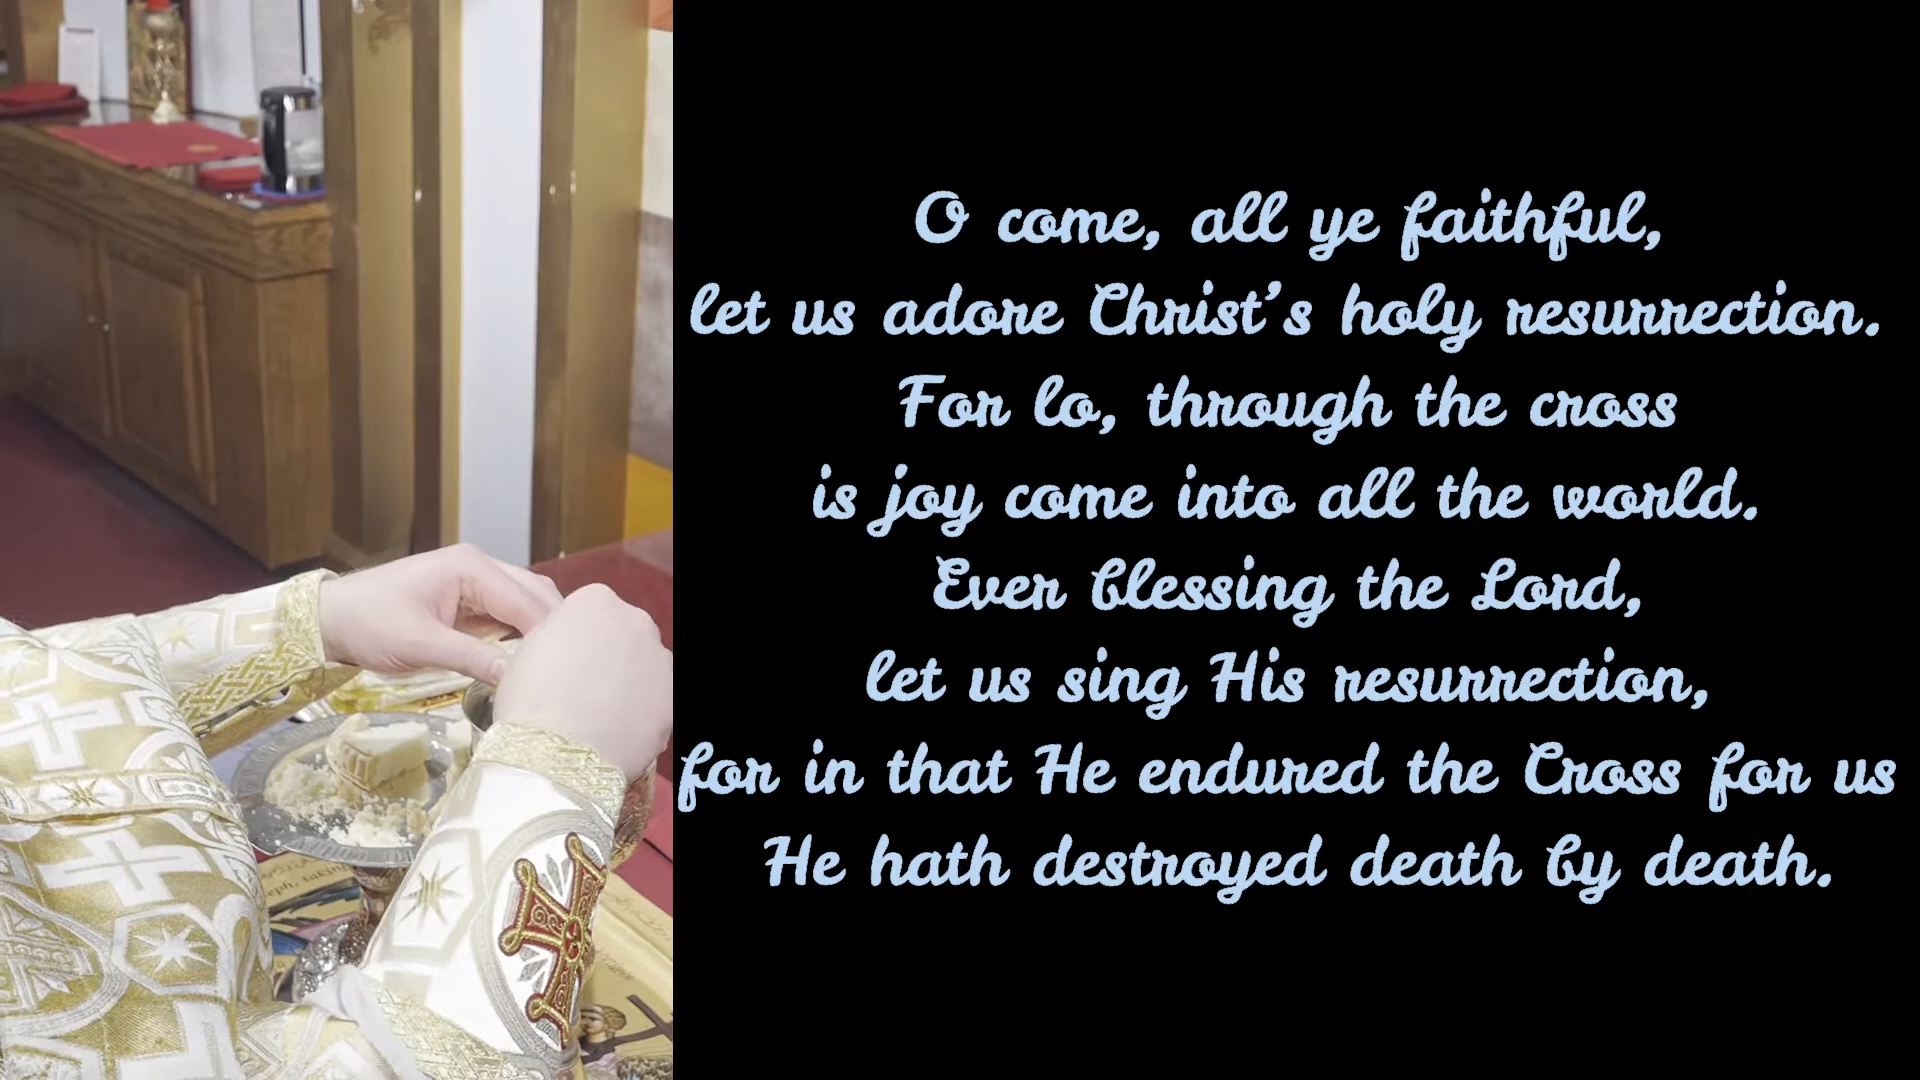 O come, all ye faithful,
let us adore Christ’s holy resurrection.
For lo, through the cross
is joy come into all the world.
Ever blessing the Lord,
let us sing His resurrection,
for in that He endured the Cross for us
He hath destroyed death by death.